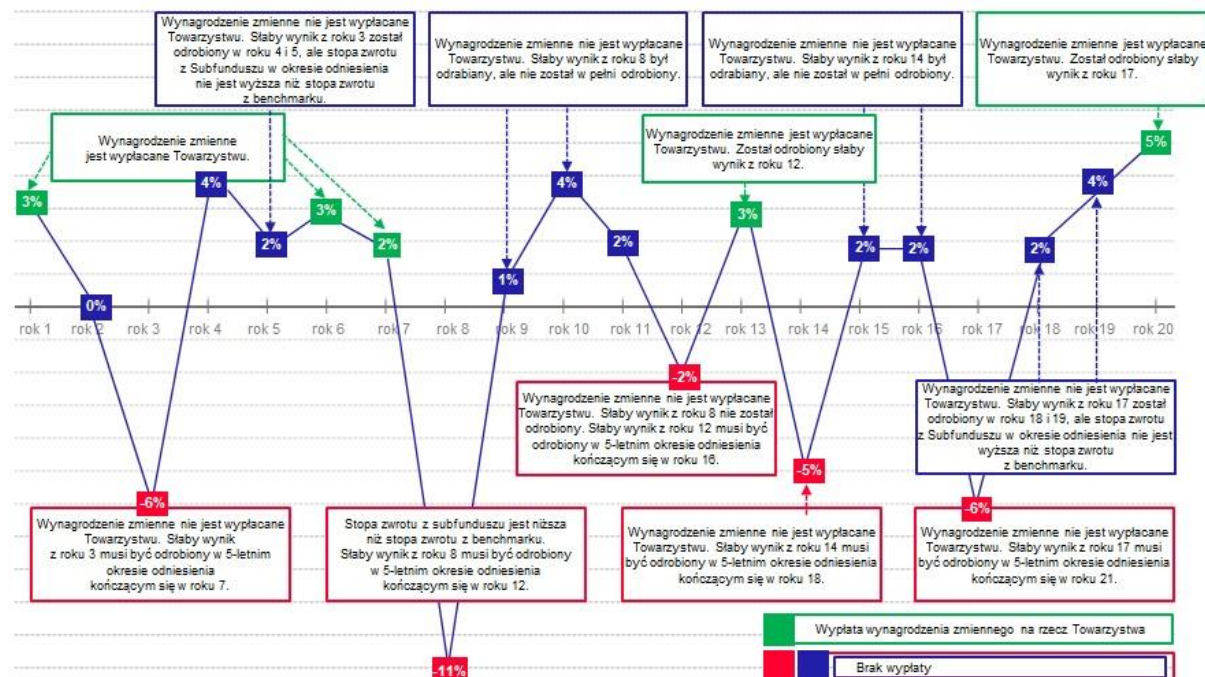 Wynagrodzenie zmienne nie jest wypłacane
Towarzystwu. Słaby wynik z roku 3 został
odrobiony w roku 4 i 5, ale stopa zwrotu
z Subfunduszu w okresie odniesienia
nie jest wyższa niż stopa zwrotu
z benchmarku.
Wynagrodzenie zmienne nie jest wypłacane
Towarzystwu. Słaby wynik z roku 8 był
odrabiany, ale nie został w pełni odrobiony.
Wynagrodzenie zmienne nie jest wypłacane
Towarzystwu. Słaby wynik z roku 14 był
odrabiany, ale nie został w pełni odrobiony.
Wynagrodzenie zmienne jest wypłacane
Towarzystwu. Został odrobiony słaby
wynik z roku 17.
Wynagrodzenie zmienne
jest wypłacane Towarzystwu.
Wynagrodzenie zmienne jest wypłacane
Towarzystwu. Został odrobiony słaby
wynik z roku 12.
3%
0%
-6%
4%
2%
3%
2%
-11%
1%
4%
2%
-2%
3%
-5%
2%
2%
-6%
2%
4%
5%
rok 1
rok 2
rok 3
rok 4
rok 5
rok 6
rok 7
rok 8
rok 9
rok 10
rok 11
rok 12
rok 13
rok 14
rok 15
rok 16
rok 17
rok 18
rok 19
rok 20
Wynagrodzenie zmienne nie jest wypłacane
Towarzystwu. Słaby wynik z roku 8 nie został
odrobiony. Słaby wynik z roku 12 musi być
odrobiony w 5-letnim okresie odniesienia
kończącym się w roku 16.
Wynagrodzenie zmienne nie jest wypłacane
Towarzystwu. Słaby wynik z roku 17 został
odrobiony w roku 18 i 19, ale stopa zwrotu
z Subfunduszu w okresie odniesienia nie jest
wyższa niż stopa zwrotu
z benchmarku.
Wynagrodzenie zmienne nie jest wypłacane
Towarzystwu. Słaby wynik
z roku 3 musi być odrobiony w 5-letnim
okresie odniesienia
kończącym się w roku 7.
Stopa zwrotu z subfunduszu jest niższa
niż stopa zwrotu z benchmarku.
Słaby wynik z roku 8 musi być odrobiony
w 5-letnim okresie odniesienia
kończącym się w roku 12.
Wynagrodzenie zmienne nie jest wypłacane
Towarzystwu. Słaby wynik z roku 14 musi
być odrobiony w 5-letnim okresie odniesienia
kończącym się w roku 18.
Wynagrodzenie zmienne nie jest wypłacane
Towarzystwu. Słaby wynik z roku 17 musi
być odrobiony w 5-letnim okresie odniesienia
kończącym się w roku 21.
Wypłata wynagrodzenia zmiennego na rzecz Towarzystwa
Brak wypłaty